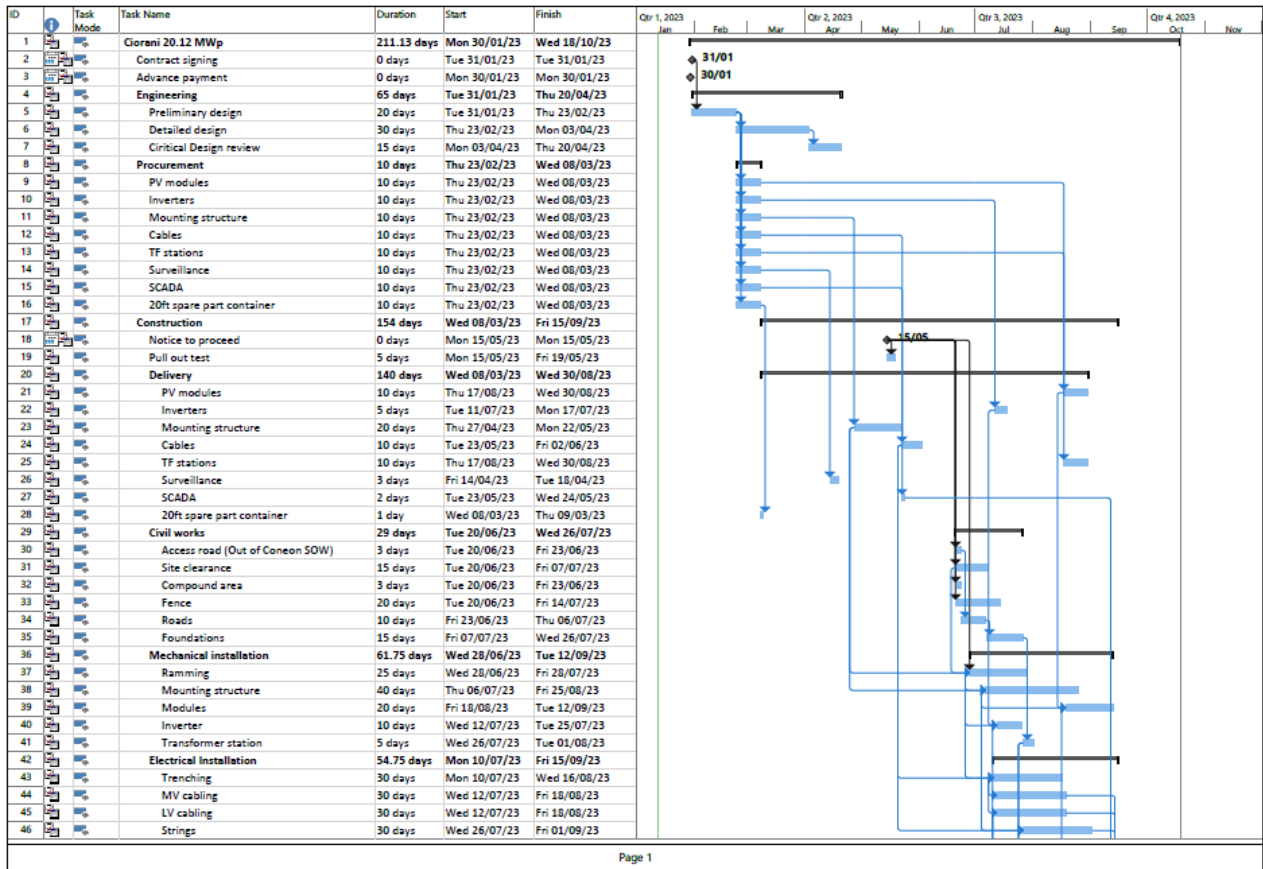 ID Task Mode Task Name Duration Start Finish Qtr 1, 2023 Qtr 2, 2023 Qtr 3, 2023 Qtr 4, 2023
Jan Feb Mar Apr May Jun Jul Aug Sep Oct Nov
1 Ciorani 20.12 MWp 211.13 days Mon 30/01/23 Wed 18/10/23
2 Contract signing 0 days Tue 31/01/23 Tue 31/01/23 31/01
3 Advance payment 0 days Mon 30/01/23 Mon 30/01/23 30/01
4 Engineering 65 days Tue 31/01/23 Thu 20/04/23
5 Preliminary design 20 days Tue 31/01/23 Thu 23/02/23
6 Detailed design 30 days Thu 23/02/23 Mon 03/04/23
7 Ciritical Design review 15 days Mon 03/04/23 Thu 20/04/23
8 Procurement 10 days Thu 23/02/23 Wed 08/03/23
9 PV modules 10 days Thu 23/02/23 Wed 08/03/23
10 Inverters 10 days Thu 23/02/23 Wed 08/03/23
11 Mounting structure 10 days Thu 23/02/23 Wed 08/03/23
12 Cables 10 days Thu 23/02/23 Wed 08/03/23
13 TF stations 10 days Thu 23/02/23 Wed 08/03/23
14 Surveillance 10 days Thu 23/02/23 Wed 08/03/23
15 SCADA 10 days Thu 23/02/23 Wed 08/03/23
16 20ft spare part container 10 days Thu 23/02/23 Wed 08/03/23
17 Construction 154 days Wed 08/03/23 Fri 15/09/23
18 Notice to proceed 0 days Mon 15/05/23 Mon 15/05/23 15/05
19 Pull out test 5 days Mon 15/05/23 Fri 19/05/23
20 Delivery 140 days Wed 08/03/23 Wed 30/08/23
21 PV modules 10 days Thu 17/08/23 Wed 30/08/23
22 Inverters 5 days Tue 11/07/23 Mon 17/07/23
23 Mounting structure 20 days Thu 27/04/23 Mon 22/05/23
24 Cables 10 days Tue 23/05/23 Fri 02/06/23
25 TF stations 10 days Thu 17/08/23 Wed 30/08/23
26 Surveillance 3 days Fri 14/04/23 Tue 18/04/23
27 SCADA 2 days Tue 23/05/23 Wed 24/05/23
28 20ft spare part container 1 day Wed 08/03/23 Thu 09/03/23
29 Civil works 29 days Tue 20/06/23 Wed 26/07/23
30 Access road (Out of Coneon SOW) 3 days Tue 20/06/23 Fri 23/06/23
31 Site clearance 15 days Tue 20/06/23 Fri 07/07/23
32 Compound area 3 days Tue 20/06/23 Fri 23/06/23
33 Fence 20 days Tue 20/06/23 Fri 14/07/23
34 Roads 10 days Fri 23/06/23 Thu 06/07/23
35 Foundations 15 days Fri 07/07/23 Wed 26/07/23
36 Mechanical installation 61.75 days Wed 28/06/23 Tue 12/09/23
37 Ramming 25 days Wed 28/06/23 Fri 28/07/23
38 Mounting structure 40 days Thu 06/07/23 Fri 25/08/23
39 Modules 20 days Fri 18/08/23 Tue 12/09/23
40 Inverter 10 days Wed 12/07/23 Tue 25/07/23
41 Transformer station 5 days Wed 26/07/23 Tue 01/08/23
42 Electrical Installation 54.75 days Mon 10/07/23 Fri 15/09/23
43 Trenching 30 days Mon 10/07/23 Wed 16/08/23
44 MV cabling 30 days Wed 12/07/23 Fri 18/08/23
45 LV cabling 30 days Wed 12/07/23 Fri 18/08/23
46 Strings 30 days Wed 26/07/23 Fri 01/09/23
Page 1